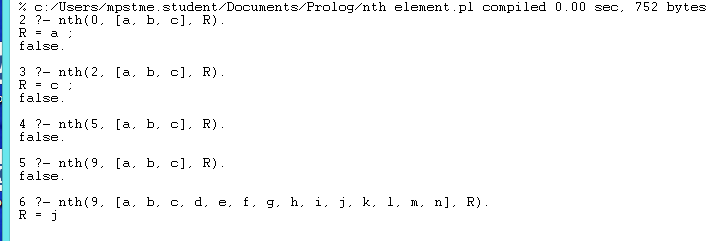 % c:/Users/mpstme.student/Documents/Prolog/nth element.pl compiled 0.00 sec, 752 bytes
2 ?- nth(0, [a, b, c], R).
R = a ;
false.
3 ?- nth(2, [a, b, c], R).
R = c ;
false.
4 ?- nth(5, [a, b, c], R).
false.
5 ?- nth(9, [a, b, c], R).
false.
6 ?- nth(9, [a, b, c, d, e, f, g, h, i, j, k, l, m, n], R).
R = j